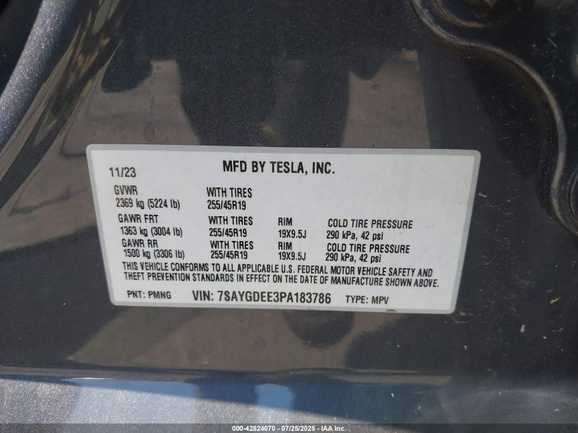 11/23 MFD BY TESLA, INC.
GVWR WITH TIRES
2369 kg (5224 lb) 255/45R19
GAWR FRT WITH TIRES RIM COLD TIRE PRESSURE
1363 kg (3004 lb) 255/45R19 19X9.5J 290 kPa, 42 psi
GAWR RR WITH TIRES RIM COLD TIRE PRESSURE
1500 kg (3306 lb) 255/45R19 19X9.5J 290 kPa, 42 psi
THIS VEHICLE CONFORMS TO ALL APPLICABLE U.S. FEDERAL MOTOR VEHICLE SAFETY AND
THEFT PREVENTION STANDARDS IN EFFECT ON THE DATE OF MANUFACTURE SHOWN ABOVE.
PNT: PMNG VIN: 7SAYGDEE3PA183786 TYPE: MPV
000-42824070 - 07/25/2025 - IAA Inc.